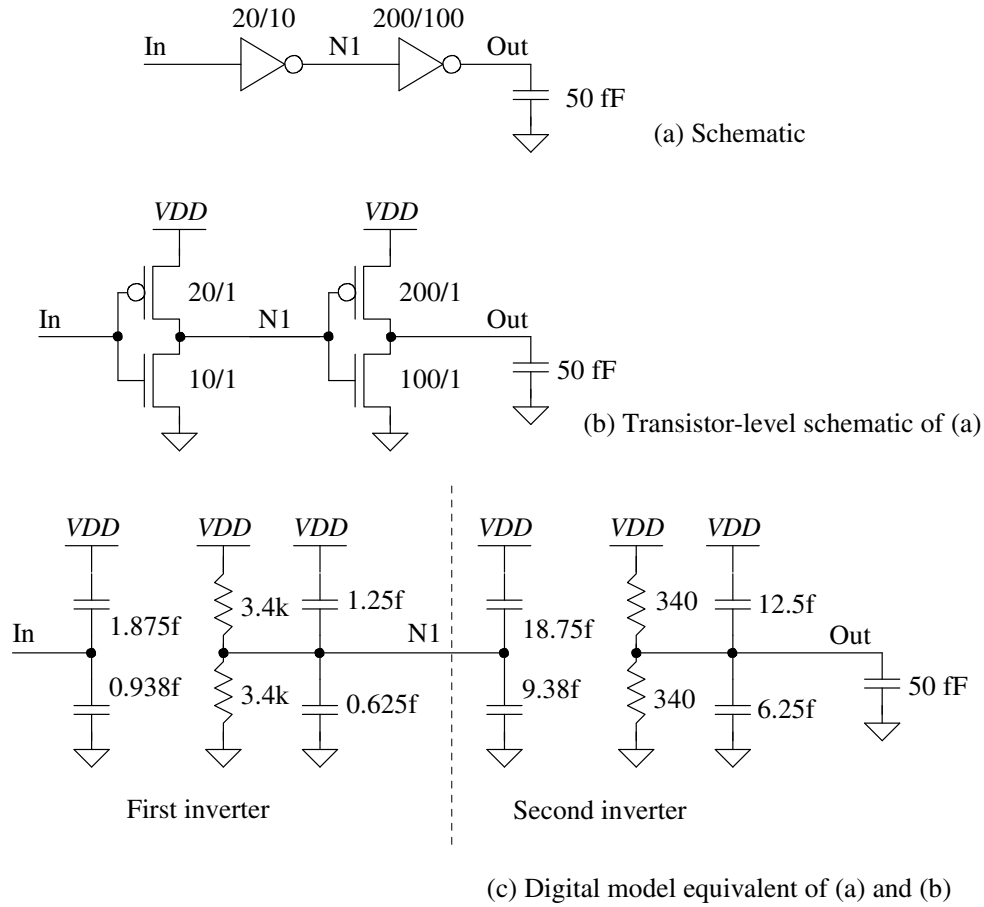 20/10 200/100
In N1 Out
50 fF
(a) Schematic
VDD VDD
20/1 200/1
In N1 Out
10/1 100/1 50 fF
(b) Transistor-level schematic of (a)
VDD VDD VDD VDD VDD VDD
1.875f 3.4k 1.25f 18.75f 340 12.5f
In N1 Out
0.938f 3.4k 0.625f 9.38f 340 6.25f 50 fF
First inverter Second inverter
(c) Digital model equivalent of (a) and (b)